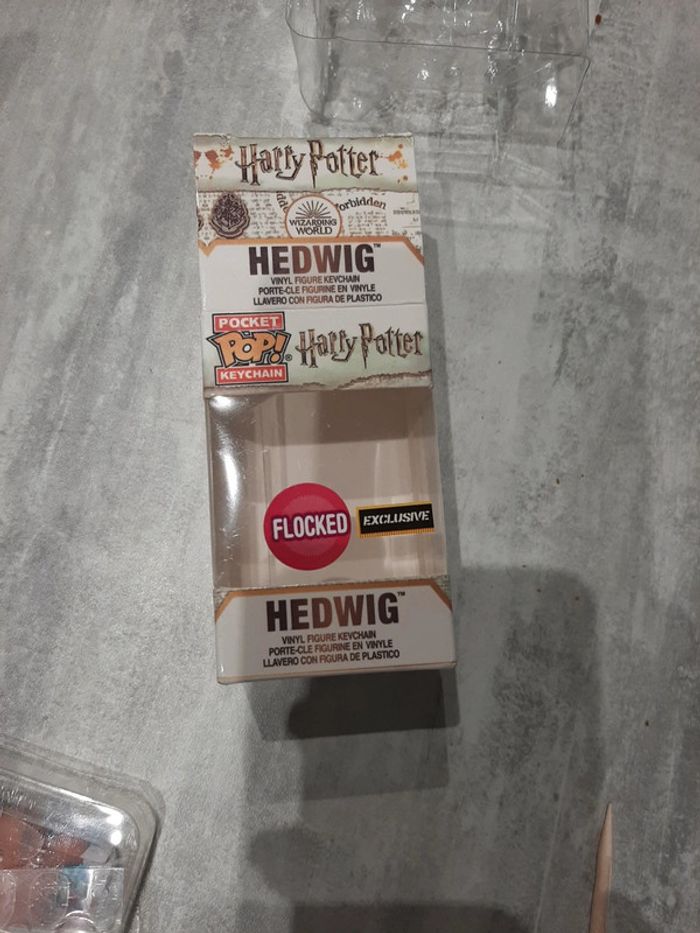 Harry Potter
orbidden
WIZARDING
WORLD
HEDWIG™
VINYL FIGURE KEYCHAIN
PORTE-CLE FIGURINE EN VINYLE
LLAVERO CON FIGURA DE PLASTICO
POCKET
POP!®
KEYCHAIN
Harry Potter
FLOCKED
EXCLUSIVE
HEDWIG™
VINYL FIGURE KEYCHAIN
PORTE-CLE FIGURINE EN VINYLE
LLAVERO CON FIGURA DE PLASTICO